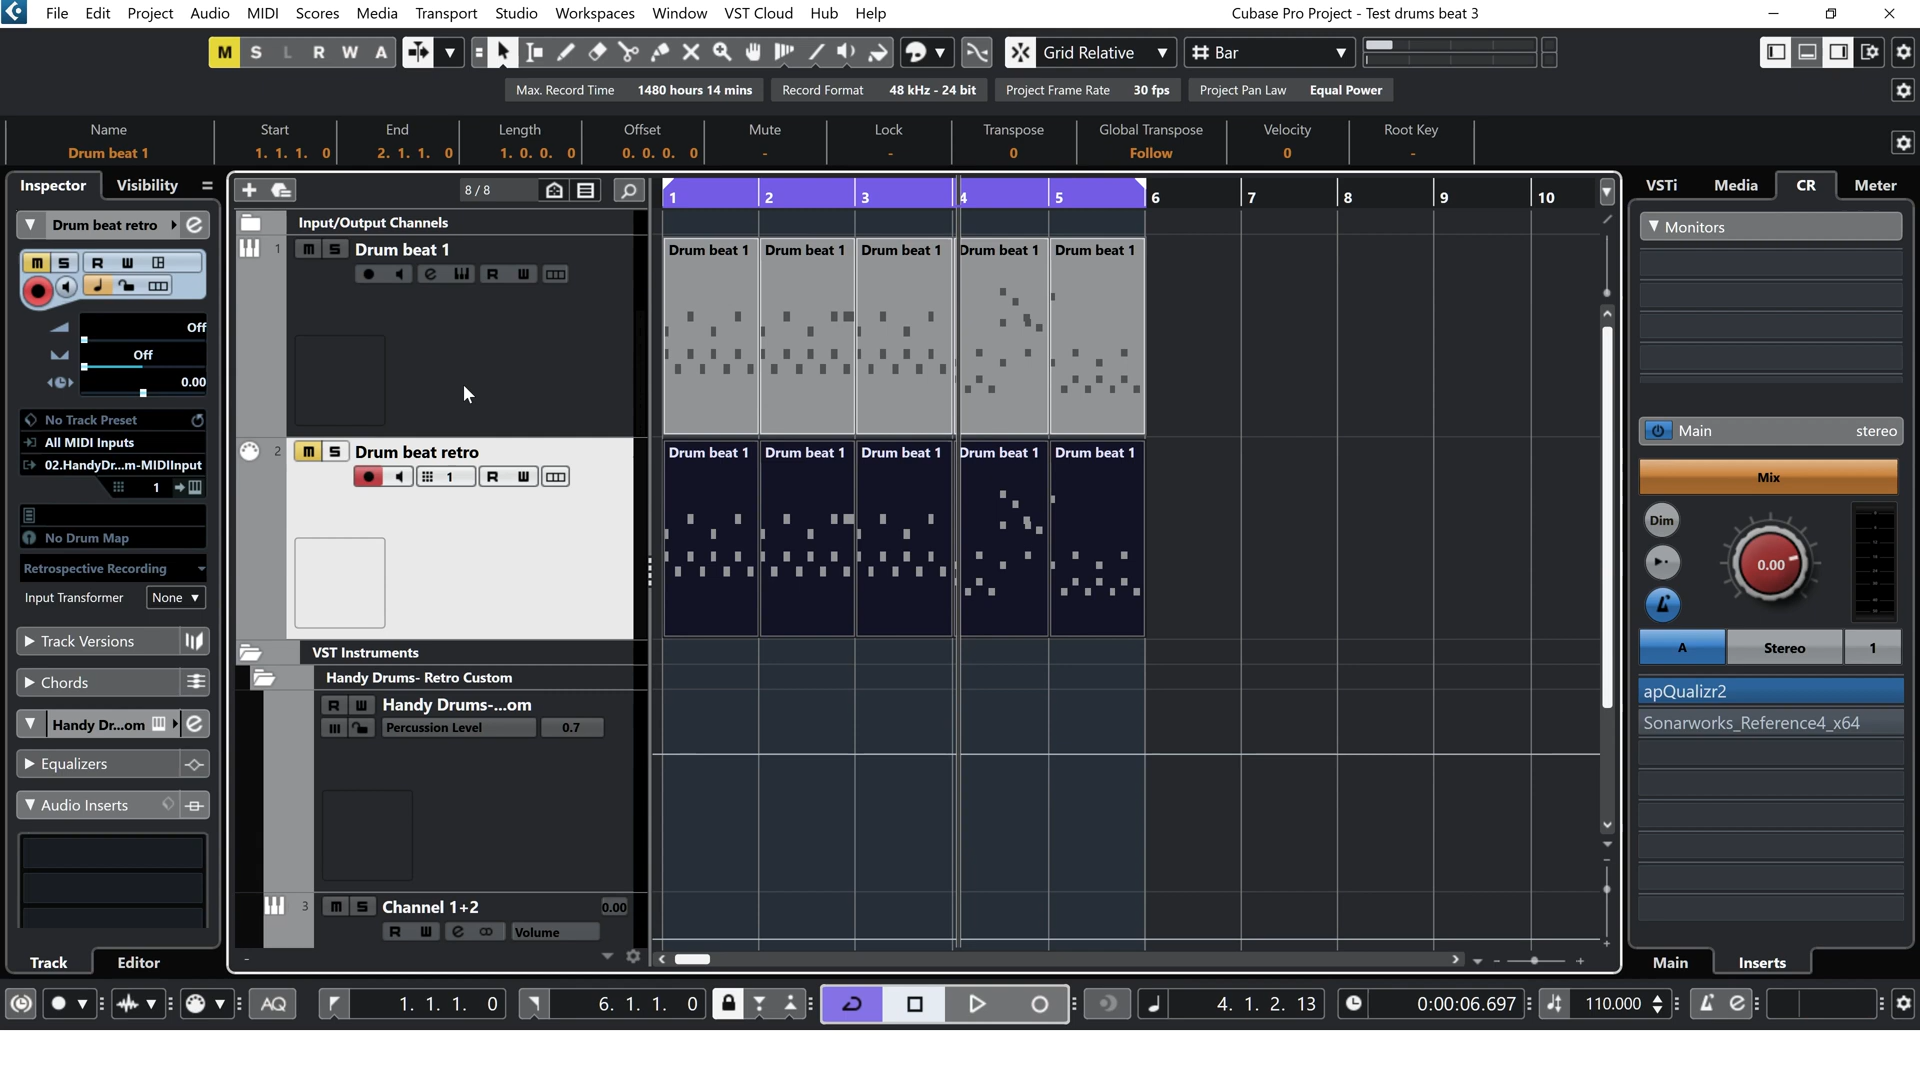 File Edit Project Audio MIDI Scores Media Transport Studio Workspaces Window VST Cloud Hub Help Cubase Pro Project - Test drums beat 3
M S L R W A Grid Relative Bar
Max. Record Time 1480 hours 14 mins Record Format 48 kHz - 24 bit Project Frame Rate 30 fps Project Pan Law Equal Power
Name Start End Length Offset Mute Lock Transpose Global Transpose Velocity Root Key
Drum beat 1 1. 1. 1. 0 2. 1. 1. 0 1. 0. 0. 0 0. 0. 0. 0 - - 0 Follow 0 -
Inspector Visibility
Drum beat retro
M S R W
Off
Off
0.00
No Track Preset
All MIDI Inputs
02.HandyDr...m-MIDIInput
1
No Drum Map
Retrospective Recording
Input Transformer None
Track Versions
Chords
Handy Dr...om
Equalizers
Audio Inserts
Track Editor
8 / 8
Input/Output Channels
1 M S Drum beat 1
R W
2 M S Drum beat retro
1 R W
VST Instruments
Handy Drums- Retro Custom
R W Handy Drums-...om
Percussion Level 0.7
3 M S Channel 1+2 0.00
R W Volume
1 2 3 4 5 6 7 8 9 10
Drum beat 1 Drum beat 1 Drum beat 1 Drum beat 1 Drum beat 1
Drum beat 1 Drum beat 1 Drum beat 1 Drum beat 1 Drum beat 1
VSTi Media CR Meter
Monitors
Main stereo
Mix
Dim
0.00
A Stereo 1
apQualizr2
Sonarworks_Reference4_x64
Main Inserts
AQ 1. 1. 1. 0 6. 1. 1. 0 4. 1. 2. 13 0:00:06.697 110.000